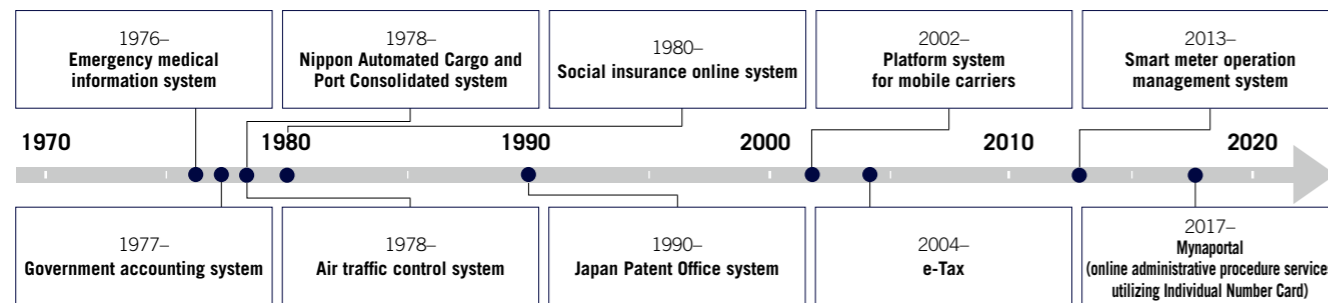 1976–
Emergency medical
information system
1978–
Nippon Automated Cargo and
Port Consolidated system
1980–
Social insurance online system
2002–
Platform system
for mobile carriers
2013–
Smart meter operation
management system
1970
1980
1990
2000
2010
2020
1977–
Government accounting system
1978–
Air traffic control system
1990–
Japan Patent Office system
2004–
e-Tax
2017–
Mynaportal
(online administrative procedure services
utilizing Individual Number Card)